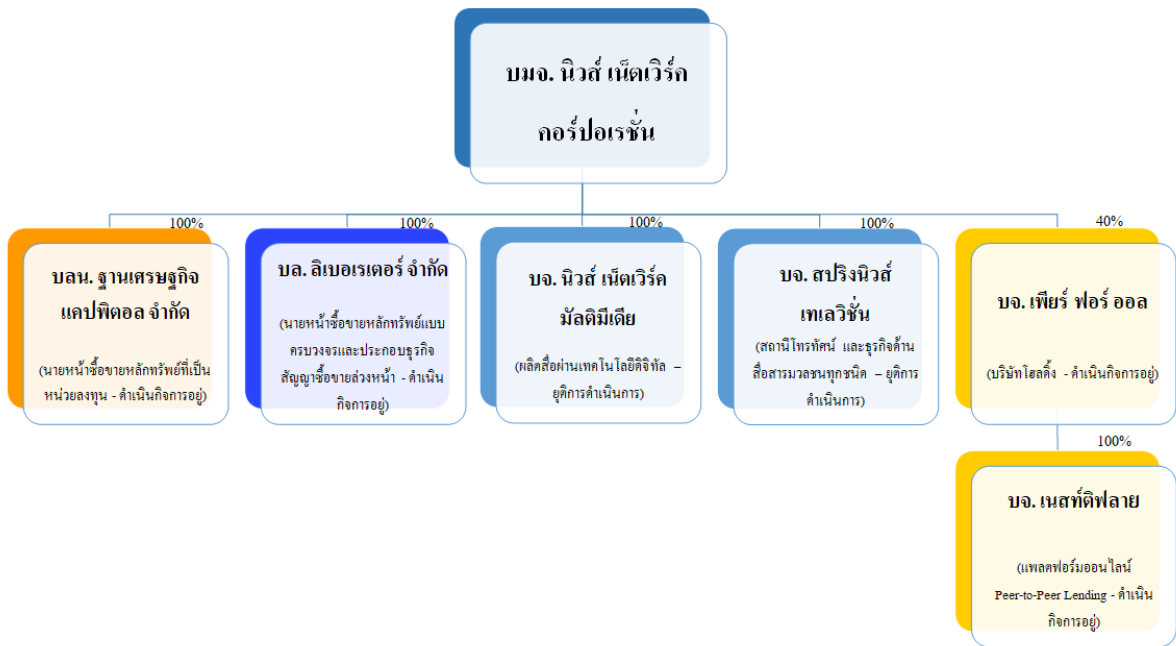 บมจ. นิวส์ เน็ตเวิร์ค
คอร์ปอเรชั่น
100%
100%
100%
100%
40%
บลน. ฐานเศรษฐกิจ
แคปพิตอล จำกัด
(นายหน้าซื้อขายหลักทรัพย์ที่เป็น
หน่วยลงทุน - ดำเนินกิจการอยู่)
บล. ลิเบอเรเตอร์ จำกัด
(นายหน้าซื้อขายหลักทรัพย์แบบ
ครบวงจรและประกอบธุรกิจ
สัญญาซื้อขายล่วงหน้า - ดำเนิน
กิจการอยู่)
บจ. นิวส์ เน็ตเวิร์ค
มัลติมีเดีย
(ผลิตสื่อผ่านเทคโนโลยีดิจิทัล –
ยุติการดำเนินการ)
บจ. สปริงนิวส์
เทเลวิชั่น
(สถานีโทรทัศน์ และธุรกิจด้าน
สื่อสารมวลชนทุกชนิด – ยุติการ
ดำเนินการ)
บจ. เพียร์ ฟอร์ ออล
(บริษัทโฮลดิ้ง - ดำเนินกิจการอยู่)
100%
บจ. เนสท์ติฟลาย
(แพลตฟอร์มออนไลน์
Peer-to-Peer Lending - ดำเนิน
กิจการอยู่)